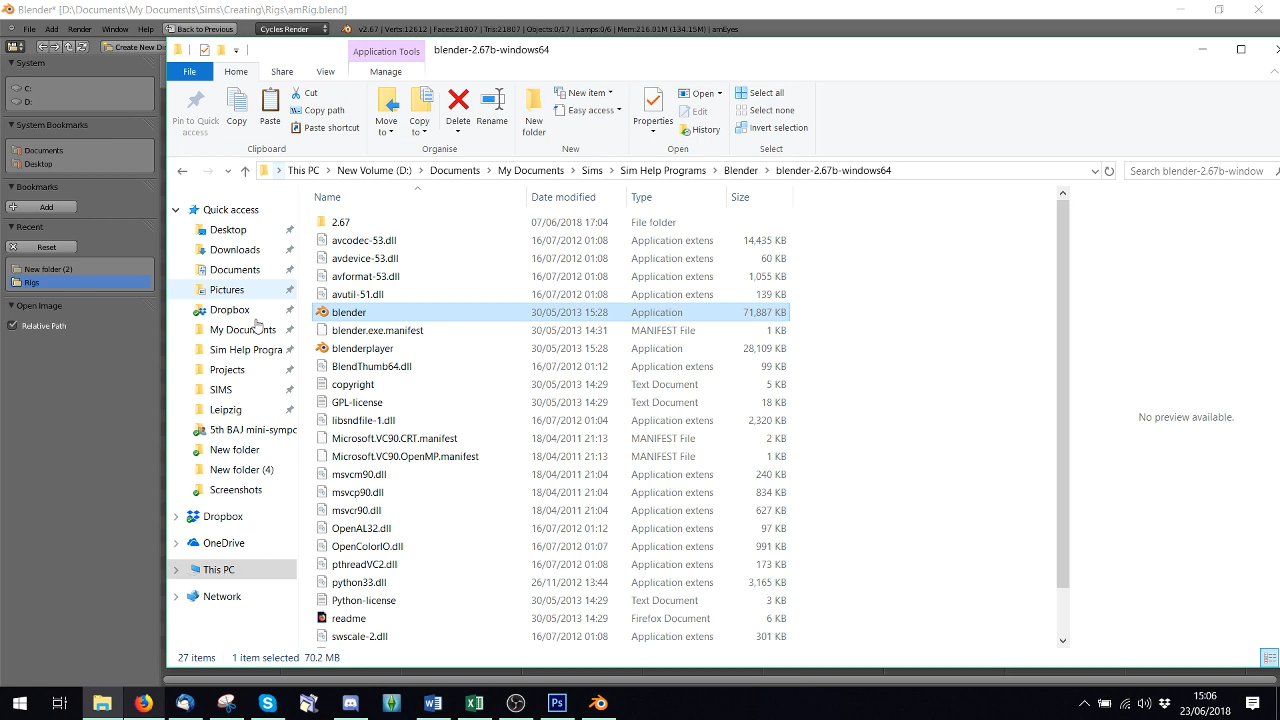 Blender* [D:\Documents\My Documents\Sims\Creating\Rigs\amRig.blend]
File Add Render Window Help Back to Previous Cycles Render v2.67 | Verts:12612 | Faces:21807 | Tris:21807 | Objects:0/17 | Lamps:0/6 | Mem:216.01M (134.15M) | amEyes
Create New Dir
System
C:
D:
System Bookmarks
Documents
Desktop
Bookmarks
Add
Recent
Reset
New folder (2)
Rigs
Open Image
Relative Path
Application Tools blender-2.67b-windows64
File Home Share View Manage
Pin to Quick access
Copy
Paste
Cut
Copy path
Paste shortcut
Clipboard
Move to
Copy to
Delete
Rename
Organise
New folder
New item
Easy access
New
Properties
Open
Edit
History
Open
Select all
Select none
Invert selection
Select
This PC > New Volume (D:) > Documents > My Documents > Sims > Sim Help Programs > Blender > blender-2.67b-windows64
Search blender-2.67b-window
Quick access
Desktop
Downloads
Documents
Pictures
Dropbox
My Documents
Sim Help Progra
Projects
SIMS
Leipzig
5th BAJ mini-sympc
New folder
New folder (4)
Screenshots
Dropbox
OneDrive
This PC
Network
Name Date modified Type Size
2.67 07/06/2018 17:04 File folder
avcodec-53.dll 16/07/2012 01:08 Application extens 14,435 KB
avdevice-53.dll 16/07/2012 01:08 Application extens 60 KB
avformat-53.dll 16/07/2012 01:08 Application extens 1,055 KB
avutil-51.dll 16/07/2012 01:08 Application extens 139 KB
blender 30/05/2013 15:28 Application 71,887 KB
blender.exe.manifest 30/05/2013 14:31 MANIFEST File 1 KB
blenderplayer 30/05/2013 15:28 Application 28,109 KB
BlendThumb64.dll 16/07/2012 01:12 Application extens 99 KB
copyright 30/05/2013 14:29 Text Document 5 KB
GPL-license 30/05/2013 14:29 Text Document 18 KB
libsndfile-1.dll 16/07/2012 01:04 Application extens 2,320 KB
Microsoft.VC90.CRT.manifest 18/04/2011 21:13 MANIFEST File 2 KB
Microsoft.VC90.OpenMP.manifest 18/04/2011 21:13 MANIFEST File 1 KB
msvcm90.dll 18/04/2011 21:04 Application extens 240 KB
msvcp90.dll 18/04/2011 21:04 Application extens 834 KB
msvcr90.dll 18/04/2011 21:04 Application extens 627 KB
OpenAL32.dll 16/07/2012 01:12 Application extens 97 KB
OpenColorIO.dll 16/07/2012 01:07 Application extens 991 KB
pthreadVC2.dll 16/07/2012 01:08 Application extens 173 KB
python33.dll 26/11/2012 13:44 Application extens 3,165 KB
Python-license 30/05/2013 14:29 Text Document 3 KB
readme 30/05/2013 14:29 Firefox Document 6 KB
swscale-2.dll 16/07/2012 01:08 Application extens 301 KB
No preview available.
27 items 1 item selected 70.2 MB
15:06
23/06/2018